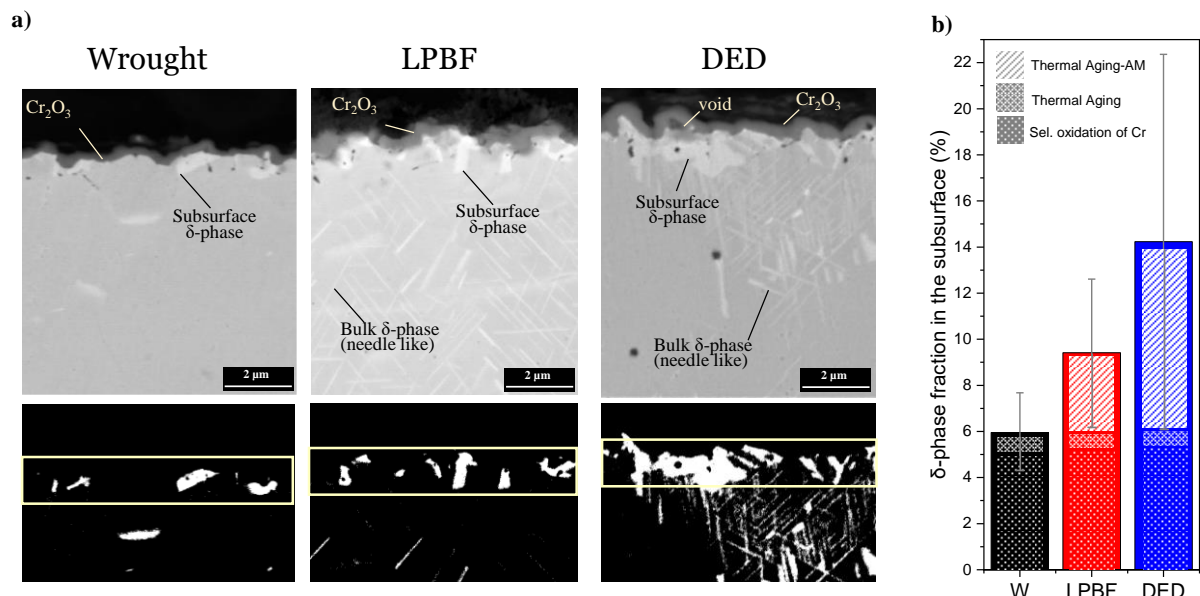 a)
Wrought
LPBF
DED
Cr₂O₃
Subsurface
δ-phase
2 µm
Cr₂O₃
Subsurface
δ-phase
Bulk δ-phase
(needle like)
2 µm
void
Cr₂O₃
Subsurface
δ-phase
Bulk δ-phase
(needle like)
2 µm
b)
δ-phase fraction in the subsurface (%)
22
20
18
16
14
12
10
8
6
4
2
0
Thermal Aging-AM
Thermal Aging
Sel. oxidation of Cr
W
LPBF
DED